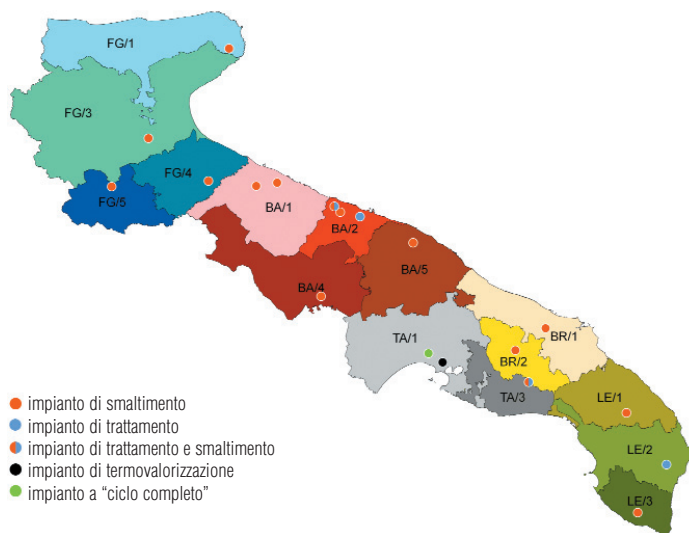 FG/1
FG/3
FG/4
FG/5
BA/1
BA/2
BA/5
BA/4
TA/1
BR/1
BR/2
TA/3
LE/1
LE/2
LE/3
impianto di smaltimento
impianto di trattamento
impianto di trattamento e smaltimento
impianto di termovalorizzazione
impianto a “ciclo completo”